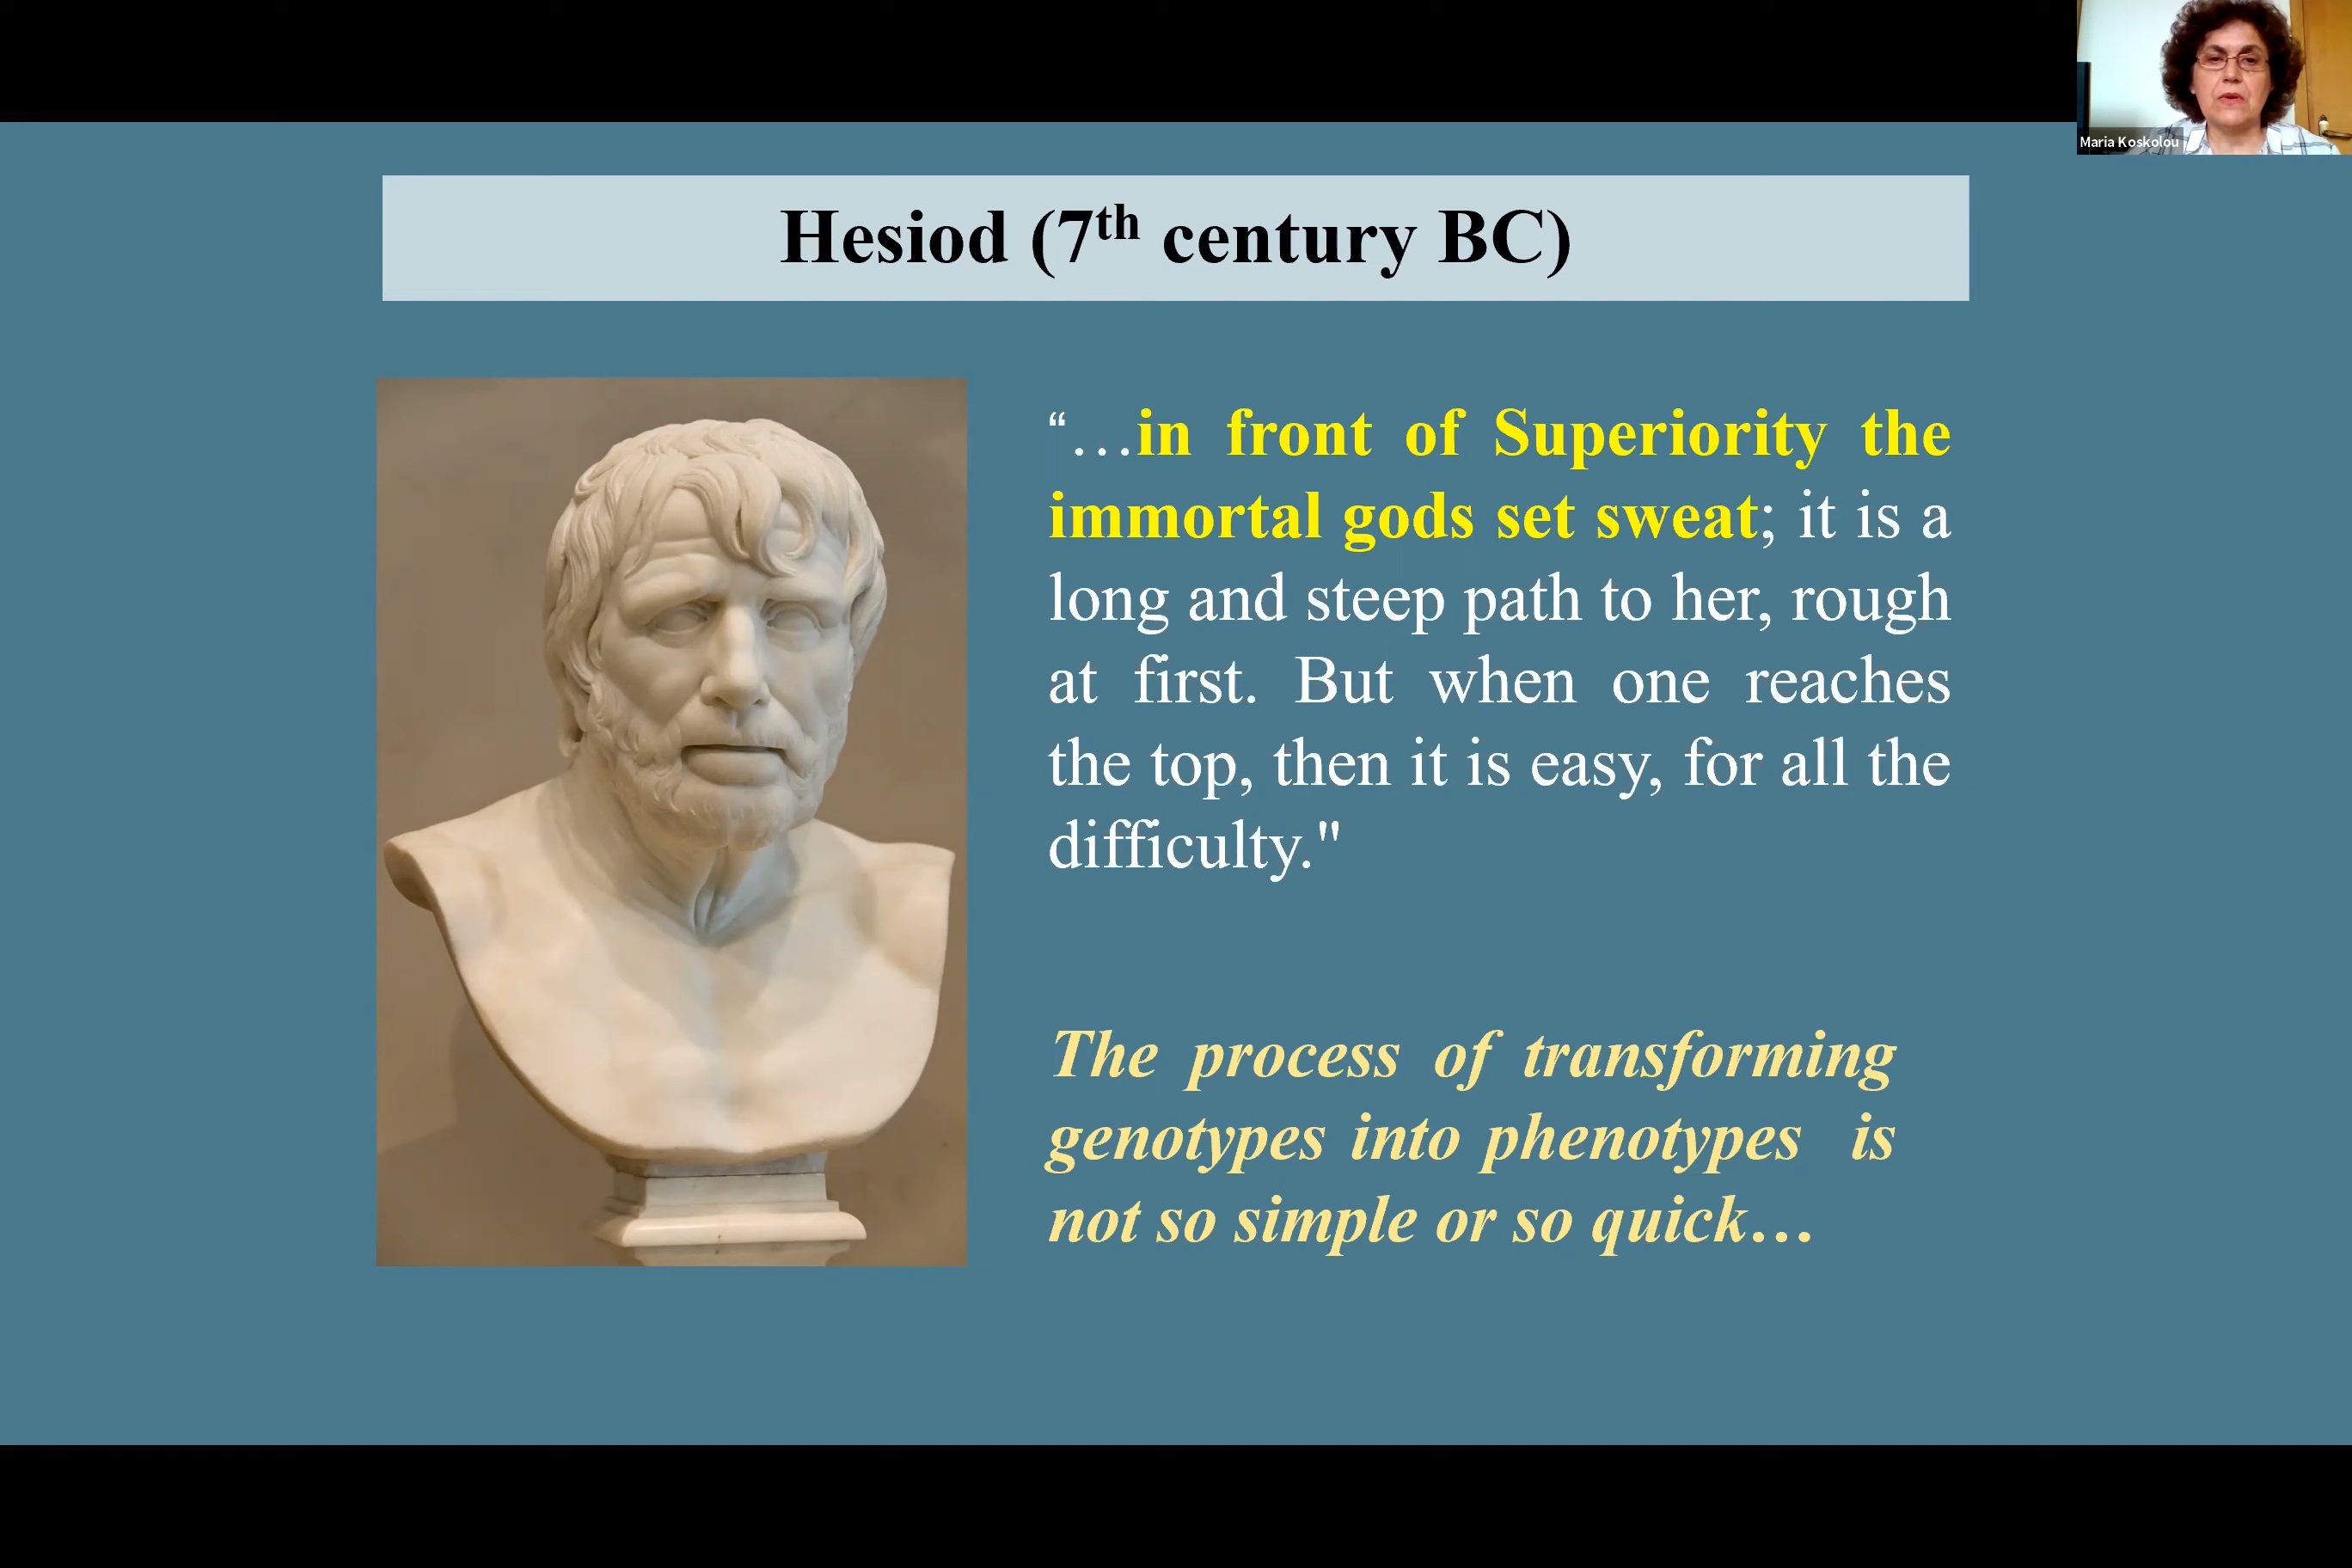 Maria Koskolou
Hesiod (7th century BC)
“…in front of Superiority the
immortal gods set sweat; it is a
long and steep path to her, rough
at first. But when one reaches
the top, then it is easy, for all the
difficulty."
The process of transforming
genotypes into phenotypes is
not so simple or so quick…